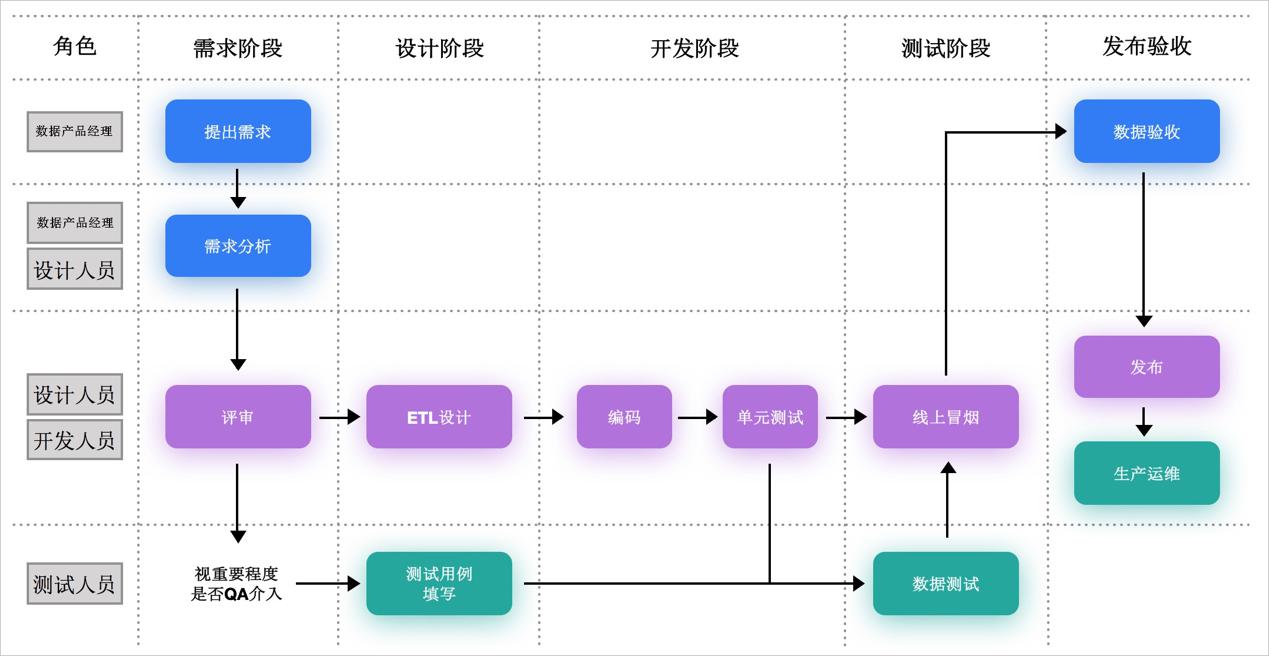 角色
需求阶段
设计阶段
开发阶段
测试阶段
发布验收
数据产品经理
提出需求
数据验收
数据产品经理
设计人员
需求分析
设计人员
开发人员
评审
ETL设计
编码
单元测试
线上冒烟
发布
生产运维
测试人员
视重要程度
是否QA介入
测试用例
填写
数据测试